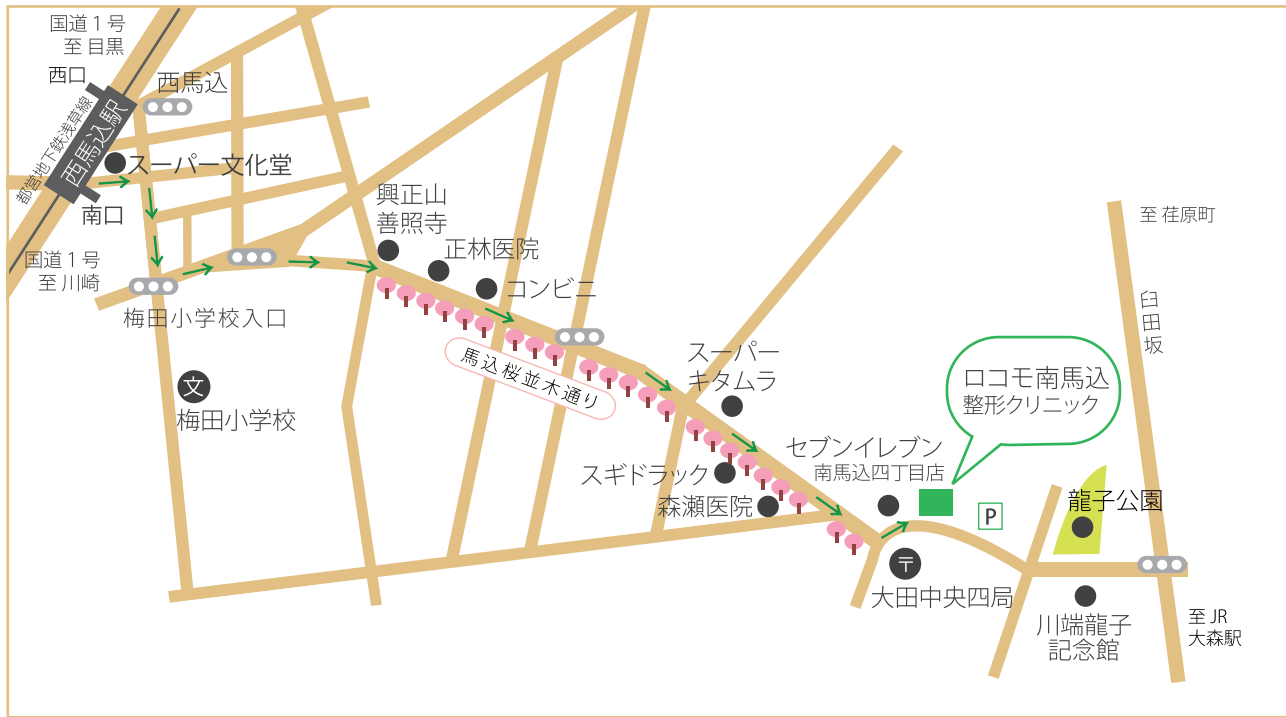 国道1号
至 目黒
西口
西馬込
都営地下鉄浅草線
西馬込駅
スーパー文化堂
南口
国道1号
至 川崎
梅田小学校入口
文
梅田小学校
興正山
善照寺
正林医院
コンビニ
馬込桜並木通り
スーパー
キタムラ
スギドラック
森瀬医院
セブンイレブン
南馬込四丁目店
ロコモ南馬込
整形クリニック
P
〒
大田中央四局
龍子公園
川端龍子
記念館
至 荏原町
臼田坂
至 JR
大森駅